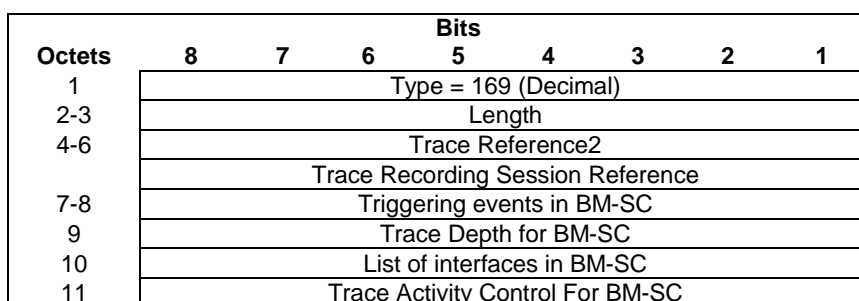 Bits
Octets 8 7 6 5 4 3 2 1
1 Type = 169 (Decimal)
2-3 Length
4-6 Trace Reference2
Trace Recording Session Reference
7-8 Triggering events in BM-SC
9 Trace Depth for BM-SC
10 List of interfaces in BM-SC
11 Trace Activity Control For BM-SC